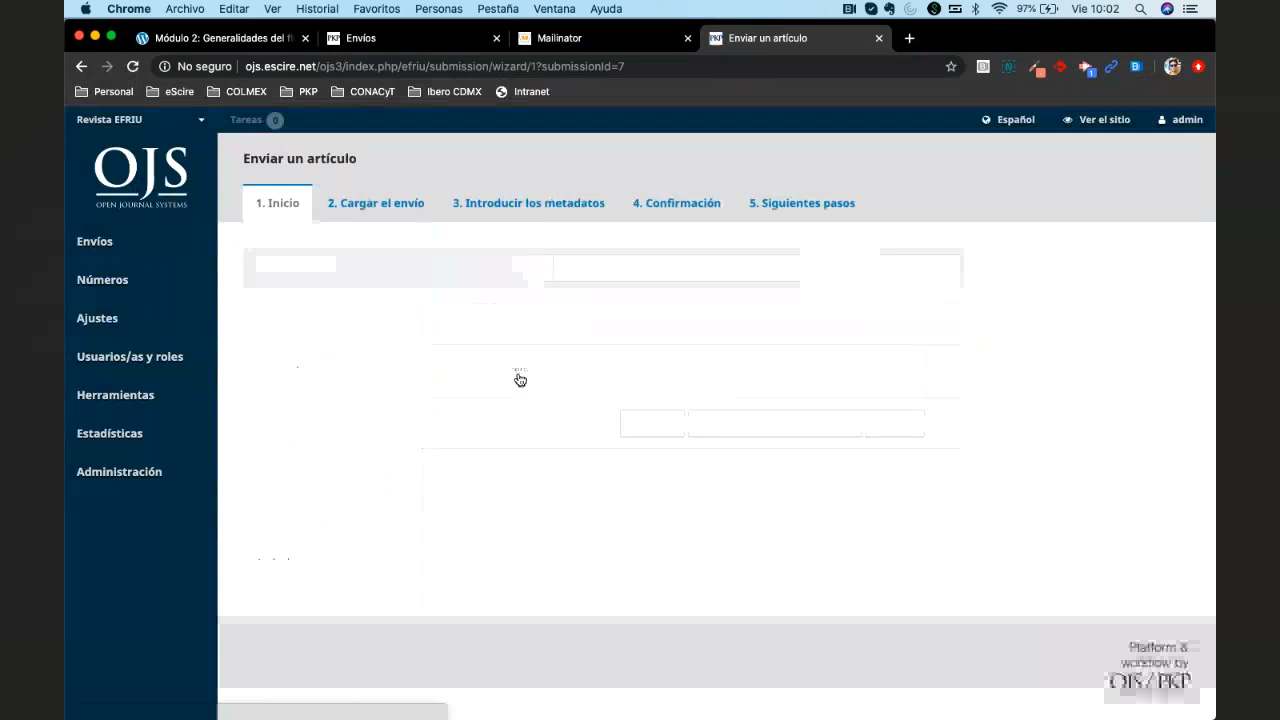 Chrome Archivo Editar Ver Historial Favoritos Personas Pestaña Ventana Ayuda 97% Vie 10:02
Módulo 2: Generalidades del fl Envíos Mailinator Enviar un artículo
No seguro ojs.escire.net/ojs3/index.php/efriu/submission/wizard/1?submissionId=7
Personal eScire COLMEX PKP CONACyT Ibero CDMX Intranet
Revista EFRIU Tareas 0 Español Ver el sitio admin
OJS
OPEN JOURNAL SYSTEMS
Enviar un artículo
1. Inicio 2. Cargar el envío 3. Introducir los metadatos 4. Confirmación 5. Siguientes pasos
Envíos
Números
Ajustes
Usuarios/as y roles
Herramientas
Estadísticas
Administración
Platform &
workflow by
OJS / PKP